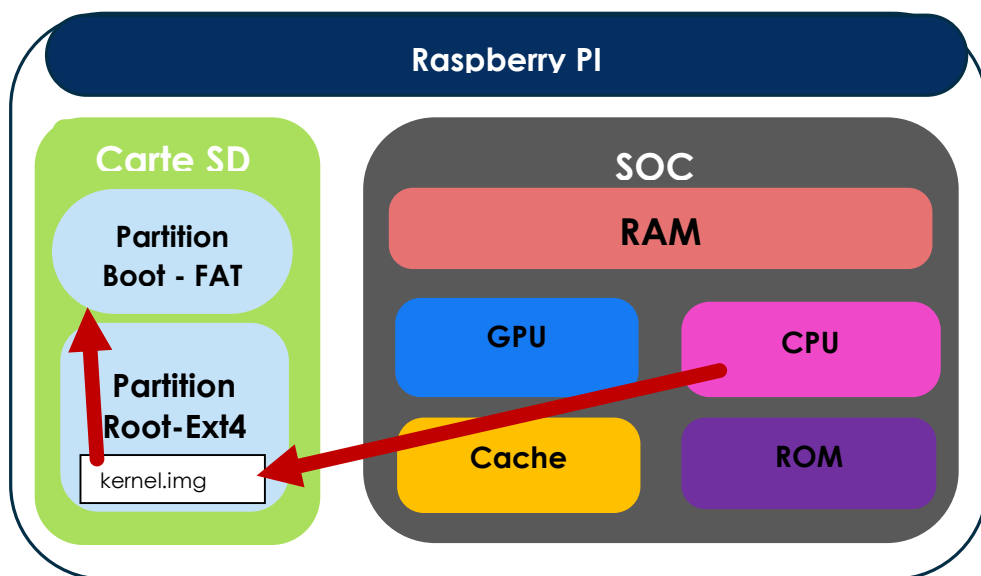 Raspberry PI
Carte SD
Partition
Boot - FAT
Partition
Root-Ext4
kernel.img
SOC
RAM
GPU
CPU
Cache
ROM